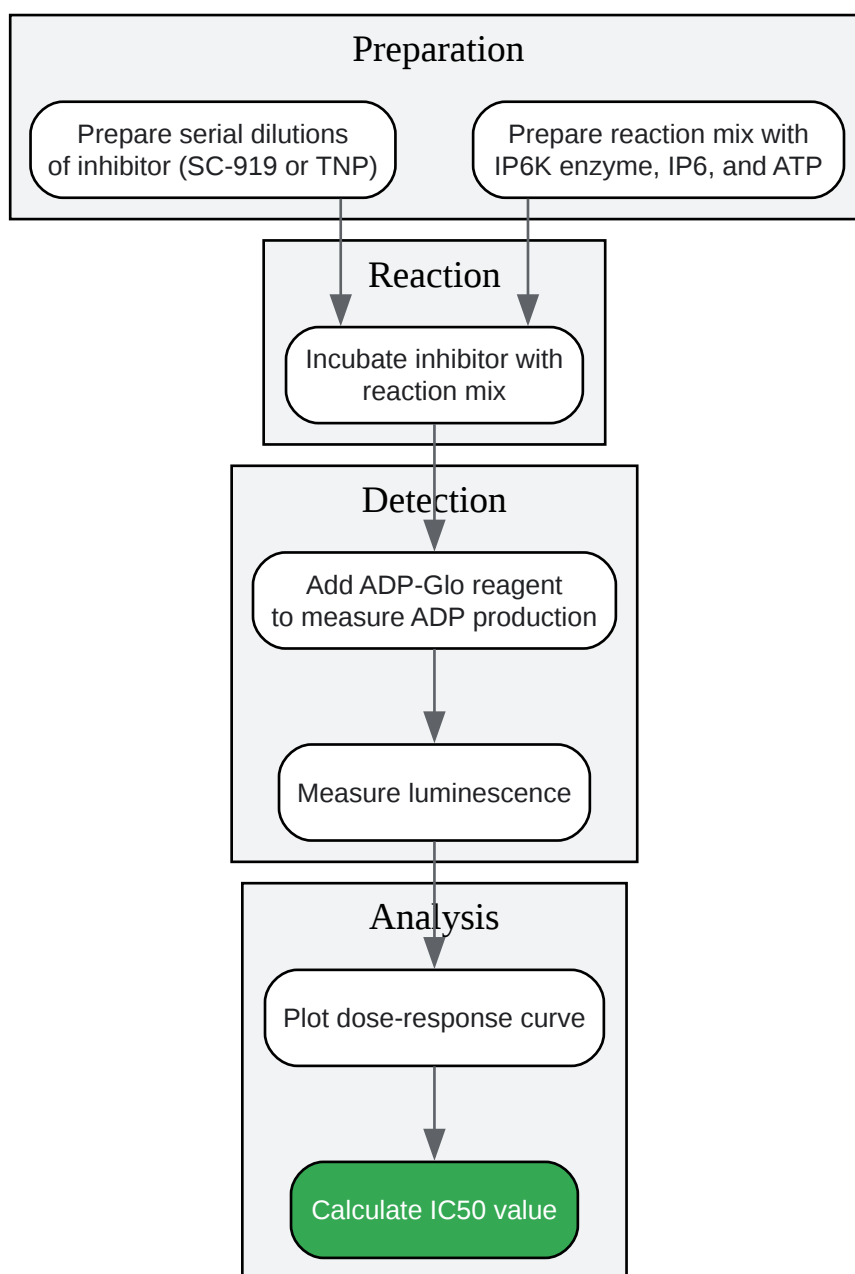 Preparation
Prepare serial dilutions
of inhibitor (SC-919 or TNP)
Prepare reaction mix with
IP6K enzyme, IP6, and ATP
Reaction
Incubate inhibitor with
reaction mix
Detection
Add ADP-Glo reagent
to measure ADP production
Measure luminescence
Analysis
Plot dose-response curve
Calculate IC50 value